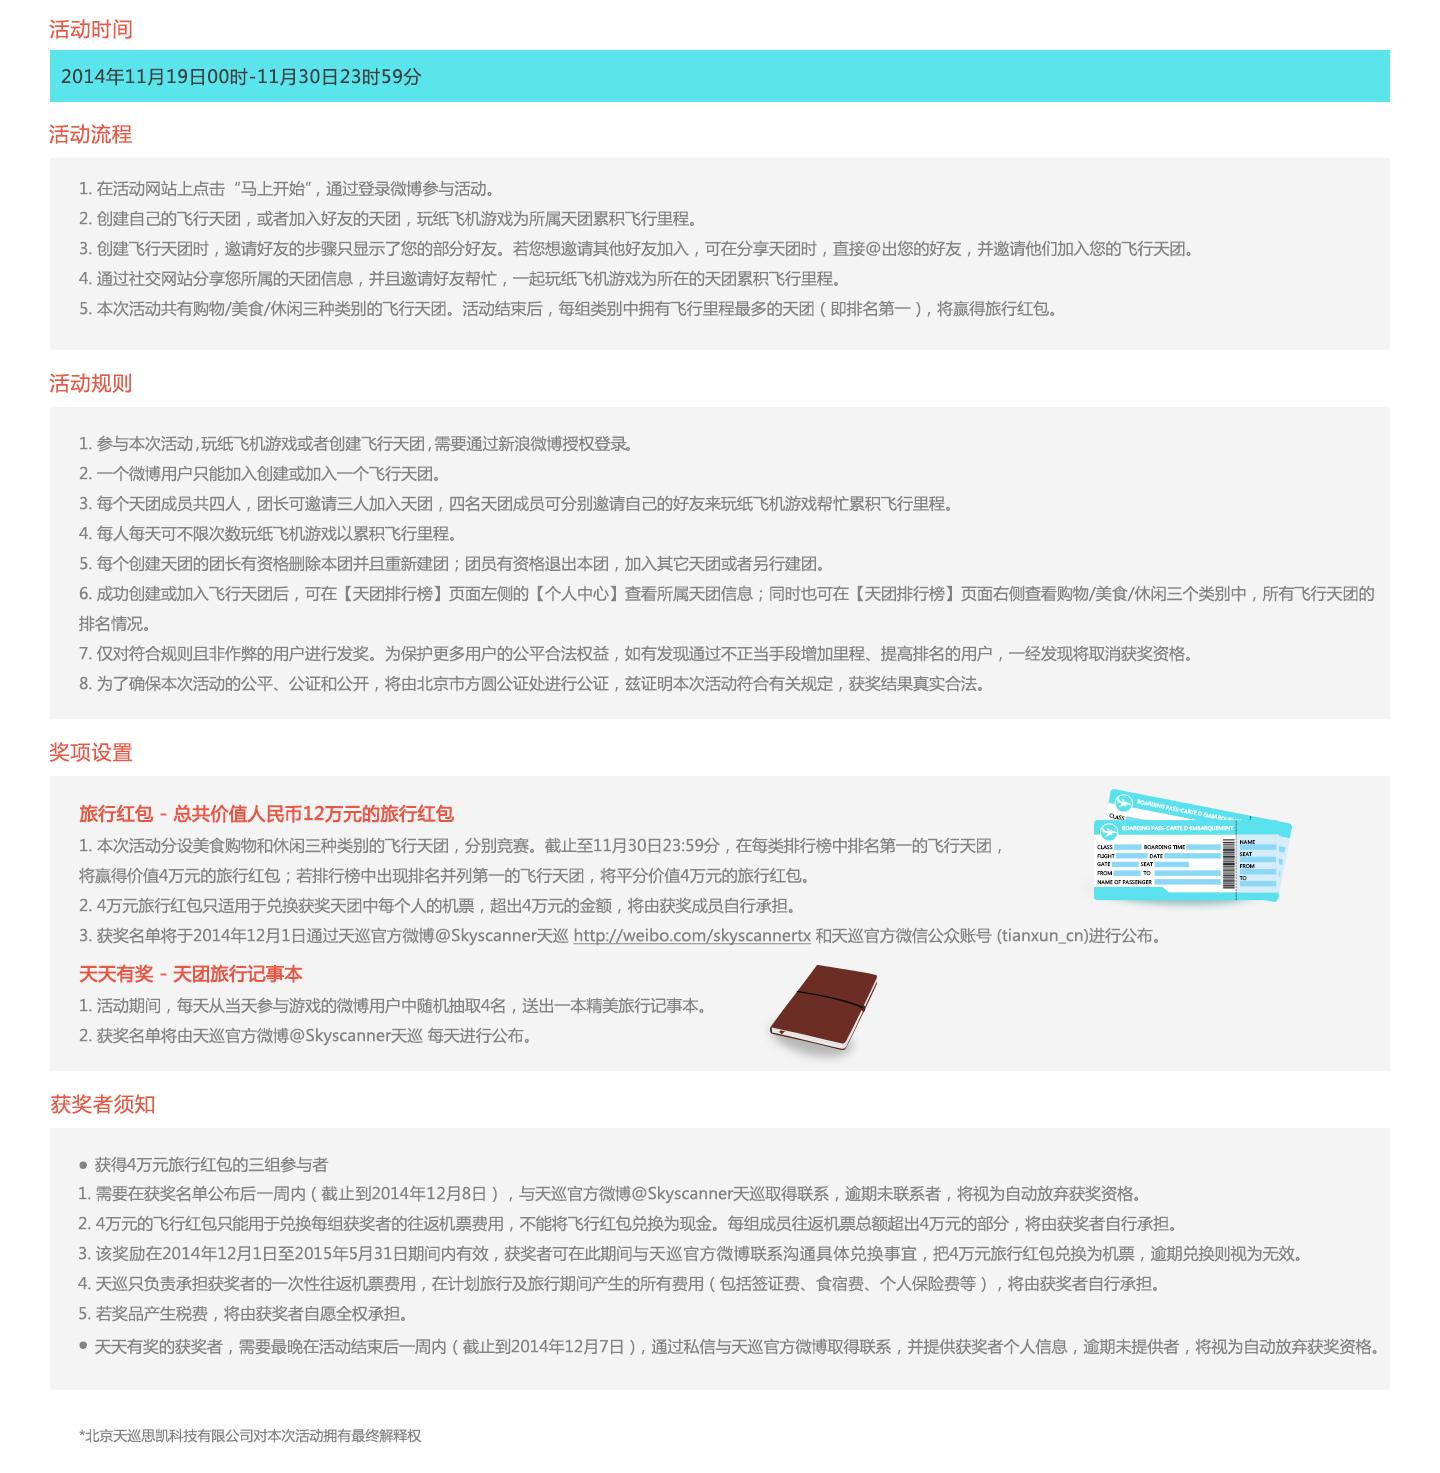 活动时间
2014年11月19日00时-11月30日23时59分
活动流程
1. 在活动网站上点击“马上开始”，通过登录微博参与活动。
2. 创建自己的飞行天团，或者加入好友的天团，玩纸飞机游戏为所属天团累积飞行里程。
3. 创建飞行天团时，邀请好友的步骤只显示了您的部分好友。若您想邀请其他好友加入，可在分享天团时，直接@出您的好友，并邀请他们加入您的飞行天团。
4. 通过社交网站分享您所属的天团信息，并且邀请好友帮忙，一起玩纸飞机游戏为所在的天团累积飞行里程。
5. 本次活动共有购物/美食/休闲三种类别的飞行天团。活动结束后，每组类别中拥有飞行里程最多的天团（即排名第一），将赢得旅行红包。
活动规则
1. 参与本次活动,玩纸飞机游戏或者创建飞行天团,需要通过新浪微博授权登录。
2. 一个微博用户只能加入创建或加入一个飞行天团。
3. 每个天团成员共四人，团长可邀请三人加入天团，四名天团成员可分别邀请自己的好友来玩纸飞机游戏帮忙累积飞行里程。
4. 每人每天可不限次数玩纸飞机游戏以累积飞行里程。
5. 每个创建天团的团长有资格删除本团并且重新建团；团员有资格退出本团，加入其它天团或者另行建团。
6. 成功创建或加入飞行天团后，可在【天团排行榜】页面左侧的【个人中心】查看所属天团信息；同时也可在【天团排行榜】页面右侧查看购物/美食/休闲三个类别中，所有飞行天团的
排名情况。
7. 仅对符合规则且非作弊的用户进行发奖。为保护更多用户的公平合法权益，如有发现通过不正当手段增加里程、提高排名的用户，一经发现将取消获奖资格。
8. 为了确保本次活动的公平、公证和公开，将由北京市方圆公证处进行公证，兹证明本次活动符合有关规定，获奖结果真实合法。
奖项设置
旅行红包 - 总共价值人民币12万元的旅行红包
1. 本次活动分设美食购物和休闲三种类别的飞行天团，分别竞赛。截止至11月30日23:59分，在每类排行榜中排名第一的飞行天团，
将赢得价值4万元的旅行红包；若排行榜中出现排名并列第一的飞行天团，将平分价值4万元的旅行红包。
2. 4万元旅行红包只适用于兑换获奖天团中每个人的机票，超出4万元的金额，将由获奖成员自行承担。
3. 获奖名单将于2014年12月1日通过天巡官方微博@Skyscanner天巡 http://weibo.com/skyscannertx 和天巡官方微信公众账号 (tianxun_cn)进行公布。
BOARDING PASS-CARTE D EMBARQUEMENT
CLASS
BOARDING PASS-CARTE D EMBARQUEMENT
CLASS BOARDING TIME NAME
FLIGHT DATE SEAT
GATE SEAT FROM
FROM TO TO
NAME OF PASSENGER
天天有奖 - 天团旅行记事本
1. 活动期间，每天从当天参与游戏的微博用户中随机抽取4名，送出一本精美旅行记事本。
2. 获奖名单将由天巡官方微博@Skyscanner天巡 每天进行公布。
获奖者须知
● 获得4万元旅行红包的三组参与者
1. 需要在获奖名单公布后一周内（截止到2014年12月8日），与天巡官方微博@Skyscanner天巡取得联系，逾期未联系者，将视为自动放弃获奖资格。
2. 4万元的飞行红包只能用于兑换每组获奖者的往返机票费用，不能将飞行红包兑换为现金。每组成员往返机票总额超出4万元的部分，将由获奖者自行承担。
3. 该奖励在2014年12月1日至2015年5月31日期间内有效，获奖者可在此期间与天巡官方微博联系沟通具体兑换事宜，把4万元旅行红包兑换为机票，逾期兑换则视为无效。
4. 天巡只负责承担获奖者的一次性往返机票费用，在计划旅行及旅行期间产生的所有费用（包括签证费、食宿费、个人保险费等），将由获奖者自行承担。
5. 若奖品产生税费，将由获奖者自愿全权承担。
● 天天有奖的获奖者，需要最晚在活动结束后一周内（截止到2014年12月7日），通过私信与天巡官方微博取得联系，并提供获奖者个人信息，逾期未提供者，将视为自动放弃获奖资格。
*北京天巡思凯科技有限公司对本次活动拥有最终解释权